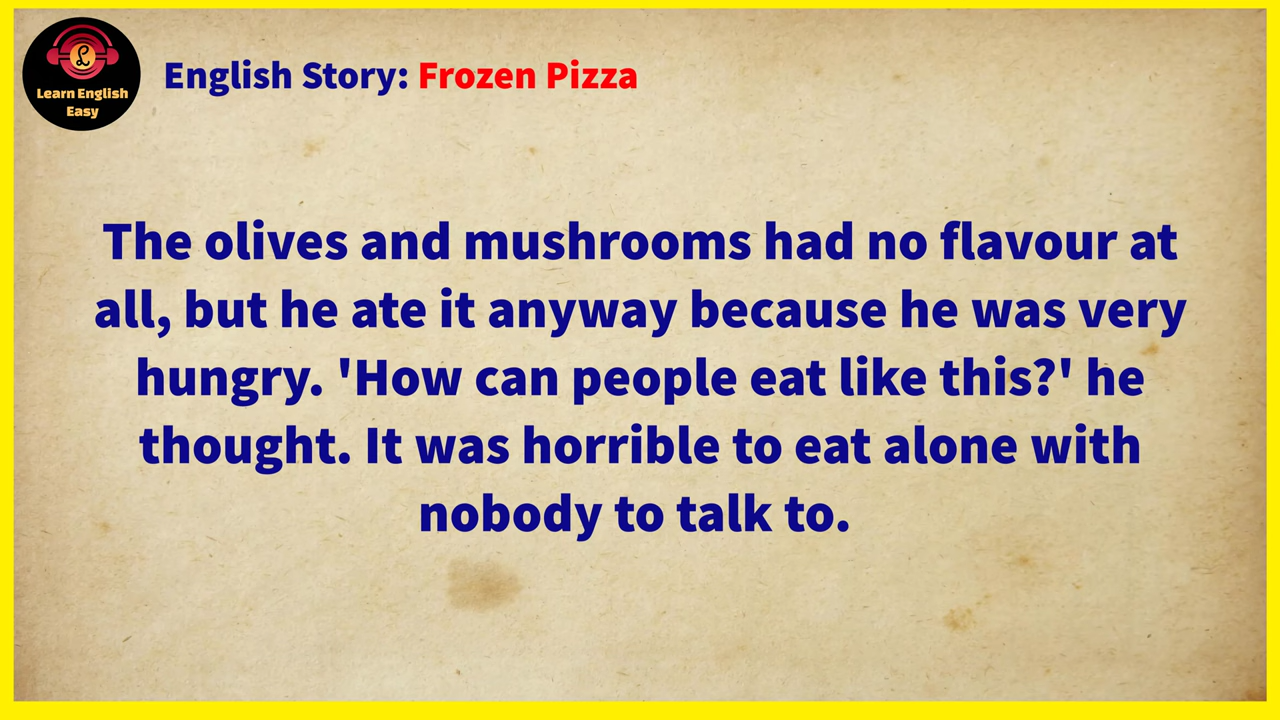 Learn English
Easy
English Story: Frozen Pizza
The olives and mushrooms had no flavour at
all, but he ate it anyway because he was very
hungry. 'How can people eat like this?' he
thought. It was horrible to eat alone with
nobody to talk to.